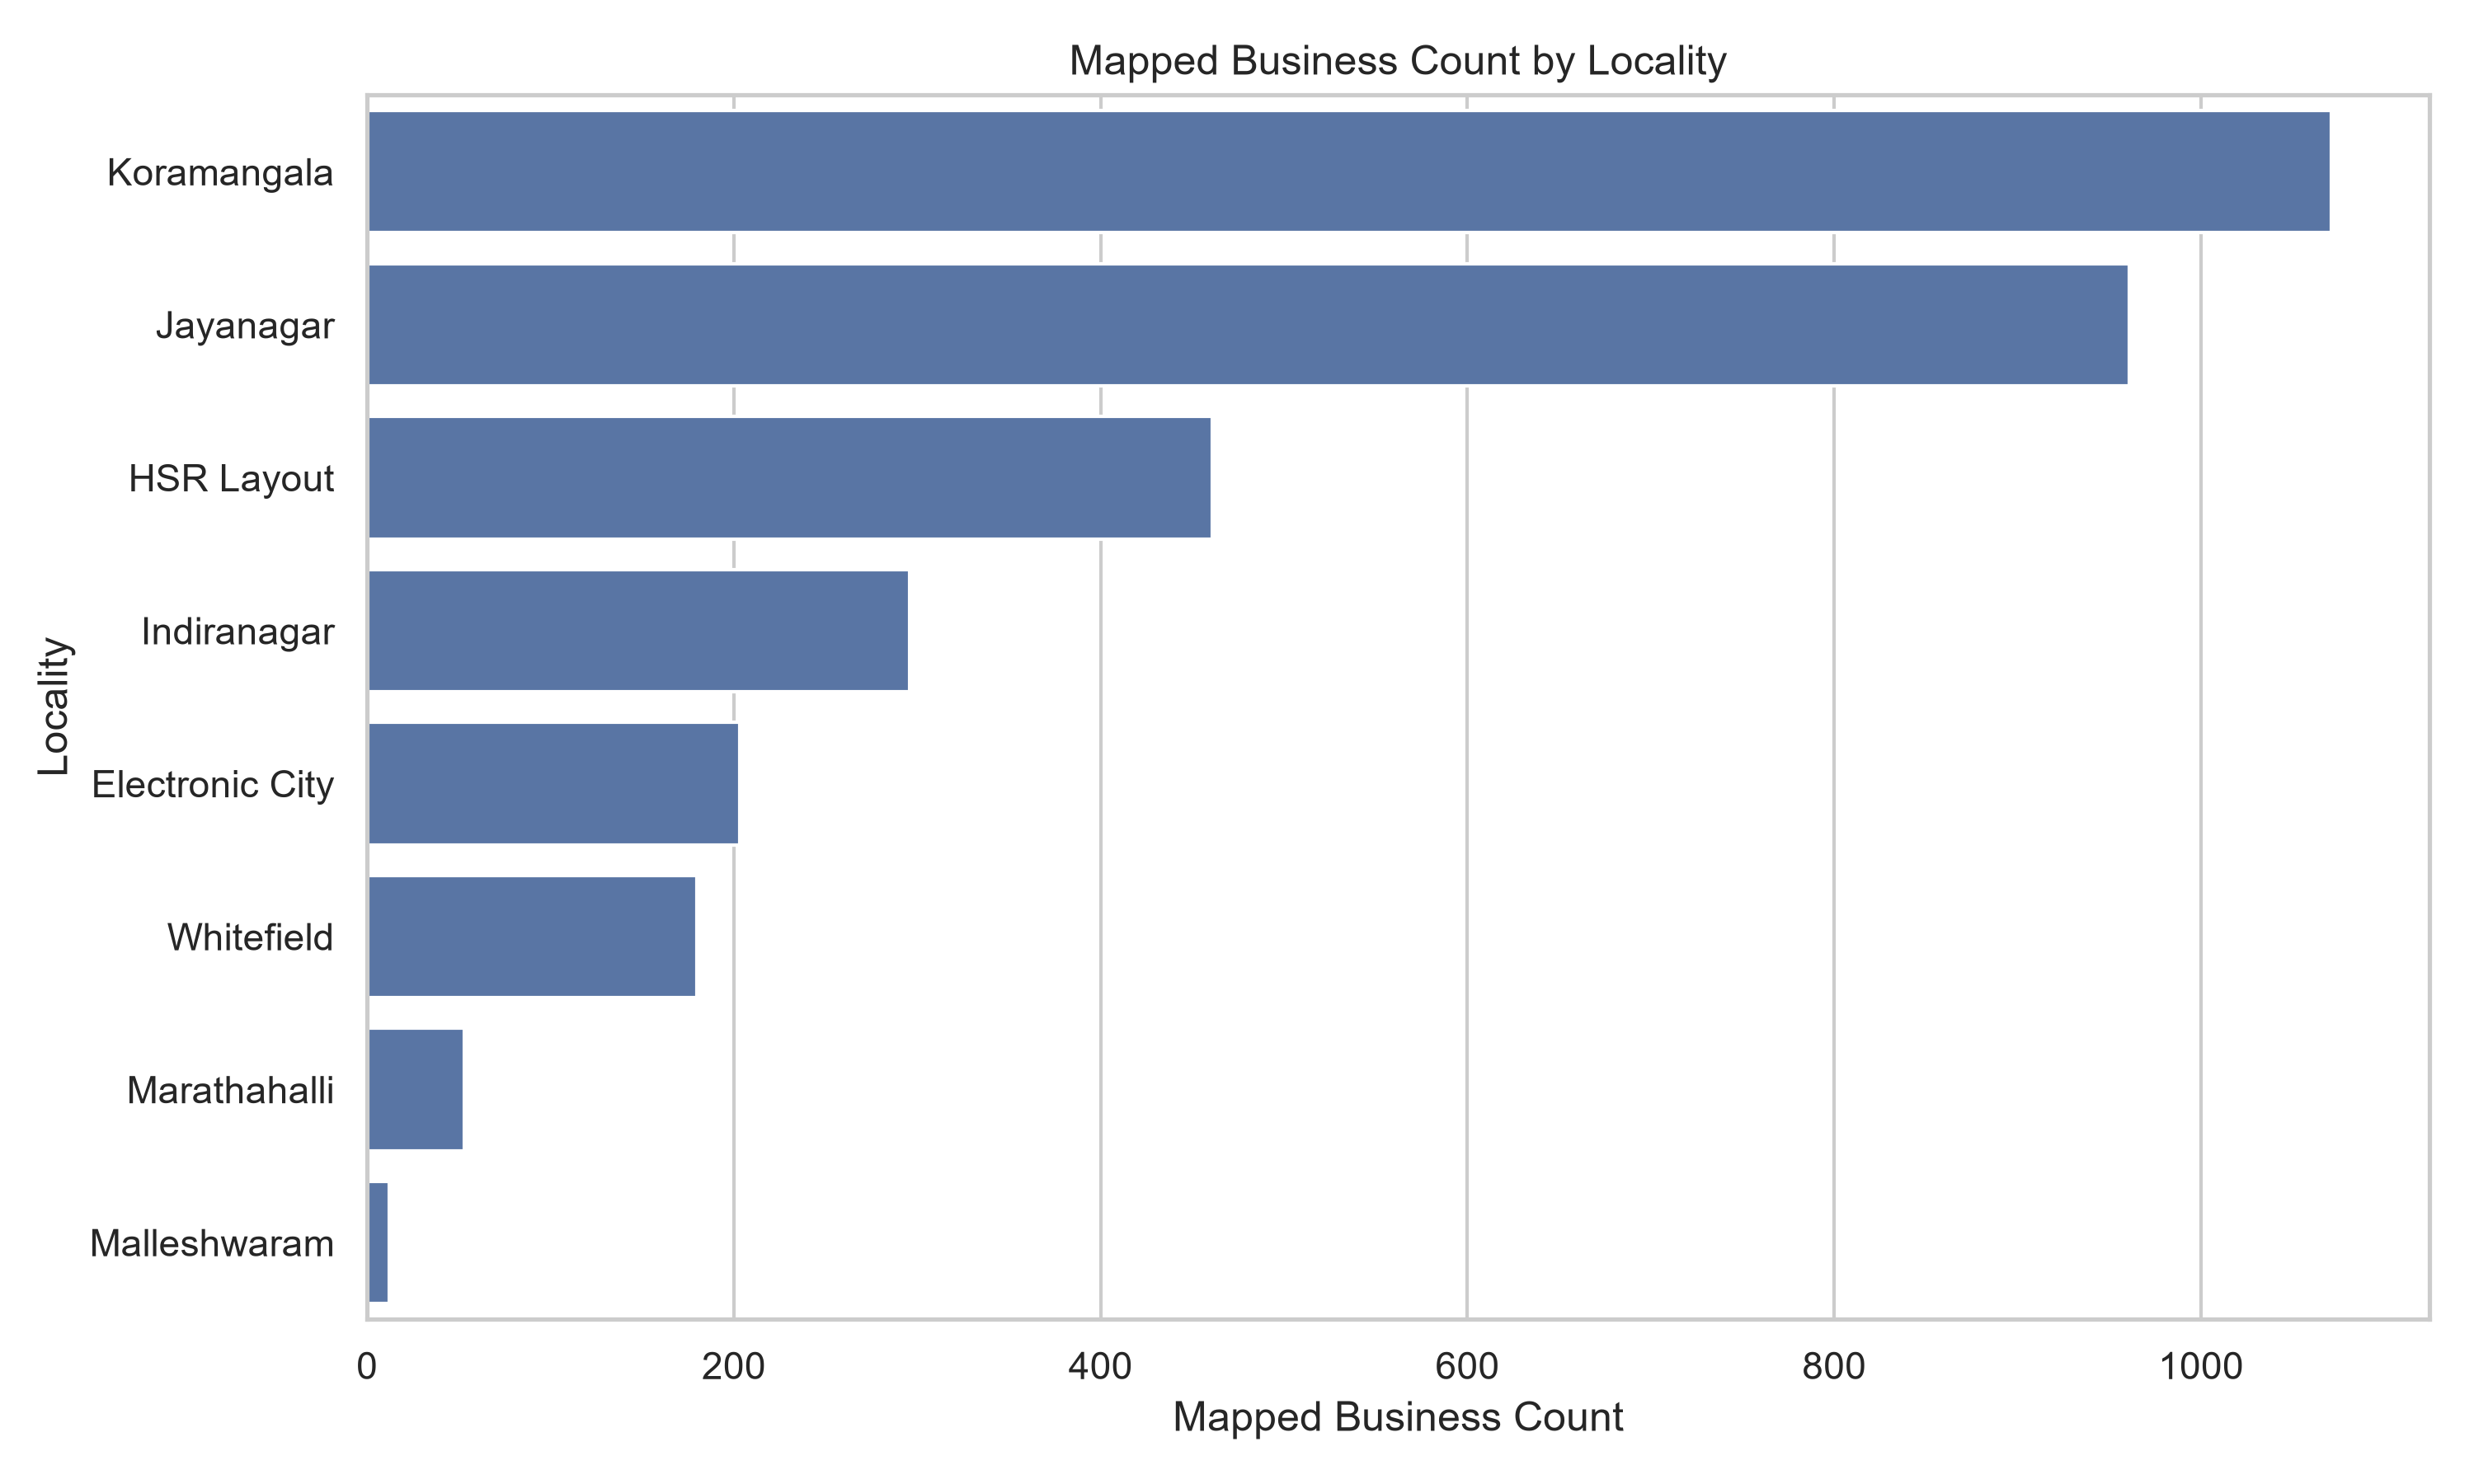 Mapped Business Count by Locality
Koramangala
Jayanagar
HSR Layout
Indiranagar
Locality
Electronic City
Whitefield
Marathahalli
Malleshwaram
0 200 400 600 800 1000
Mapped Business Count